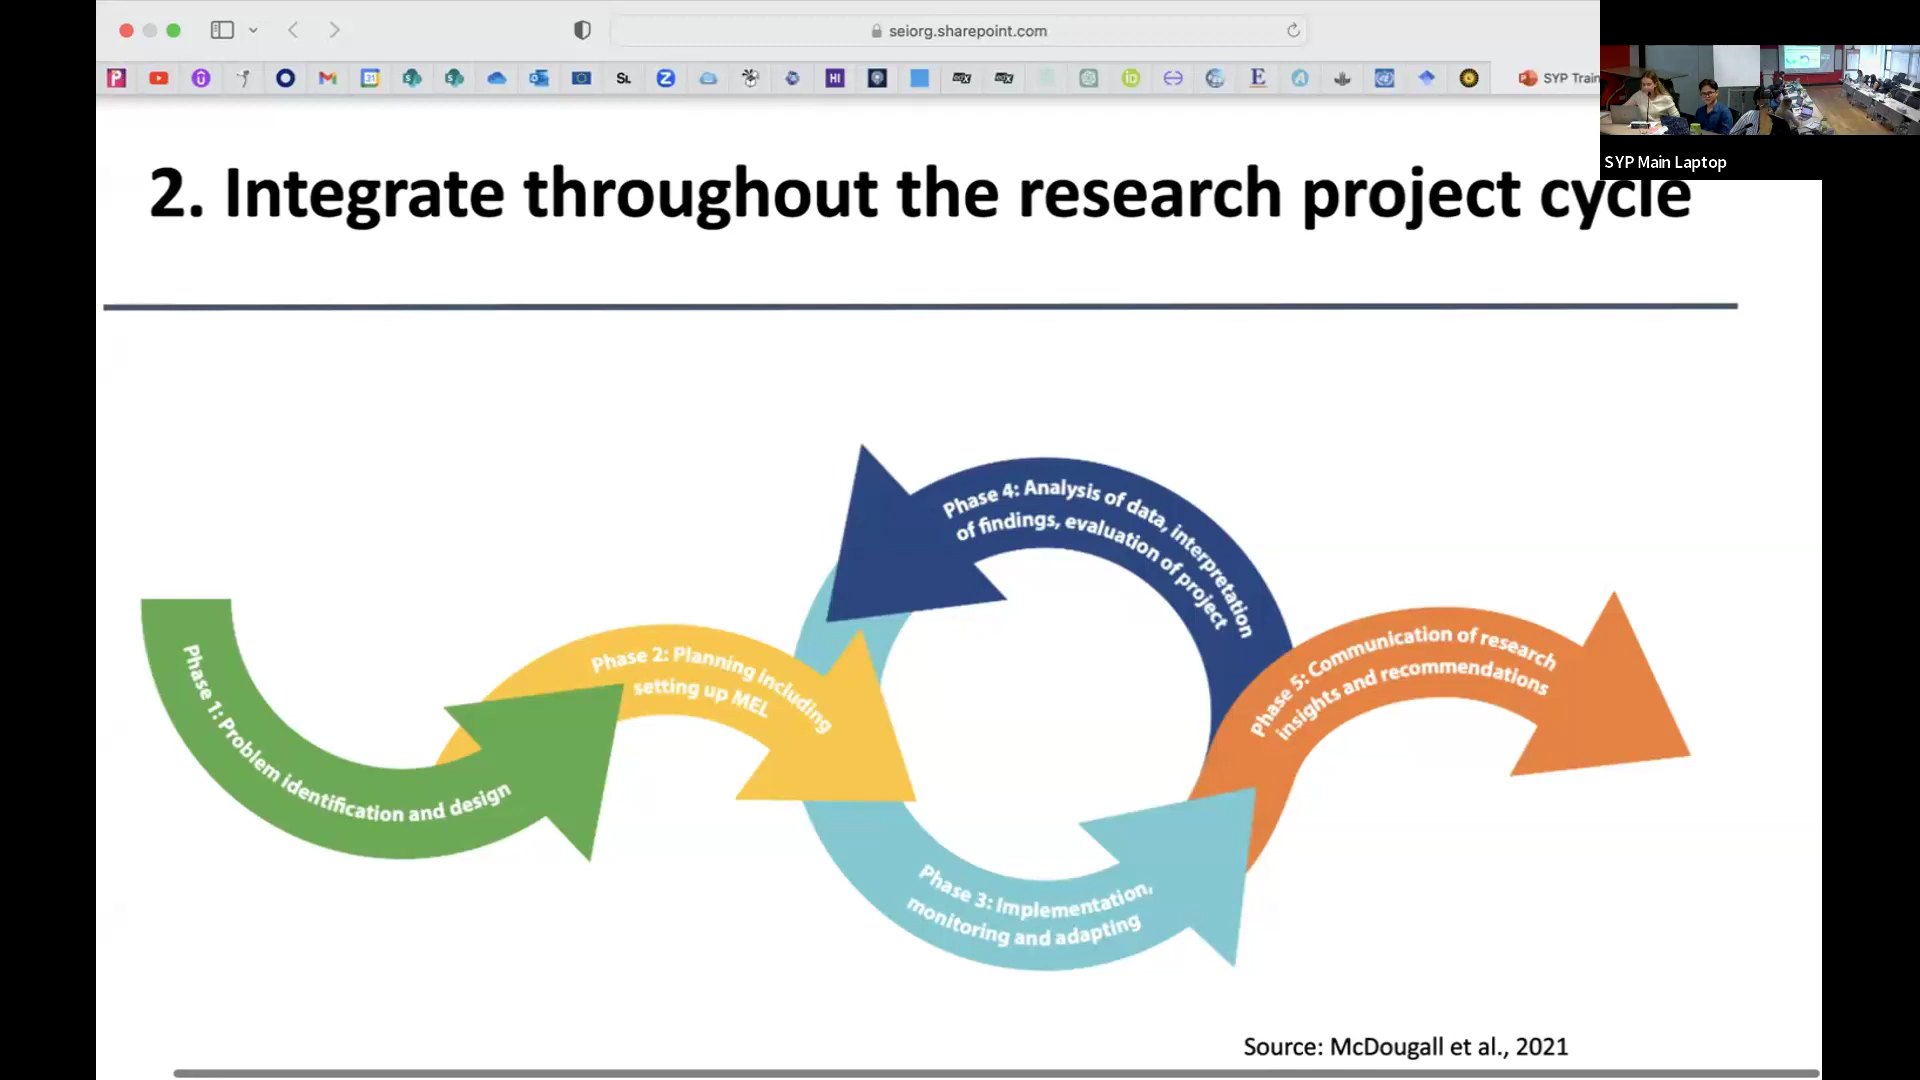 seiorg.sharepoint.com
SL
HI
E
SYP Train
SYP Main Laptop
2. Integrate throughout the research project cycle
Phase 1: Problem identification and design
Phase 2: Planning including
setting up MEL
Phase 3: Implementation,
monitoring and adapting
Phase 4: Analysis of data, interpretation
of findings, evaluation of project
Phase 5: Communication of research
insights and recommendations
Source: McDougall et al., 2021